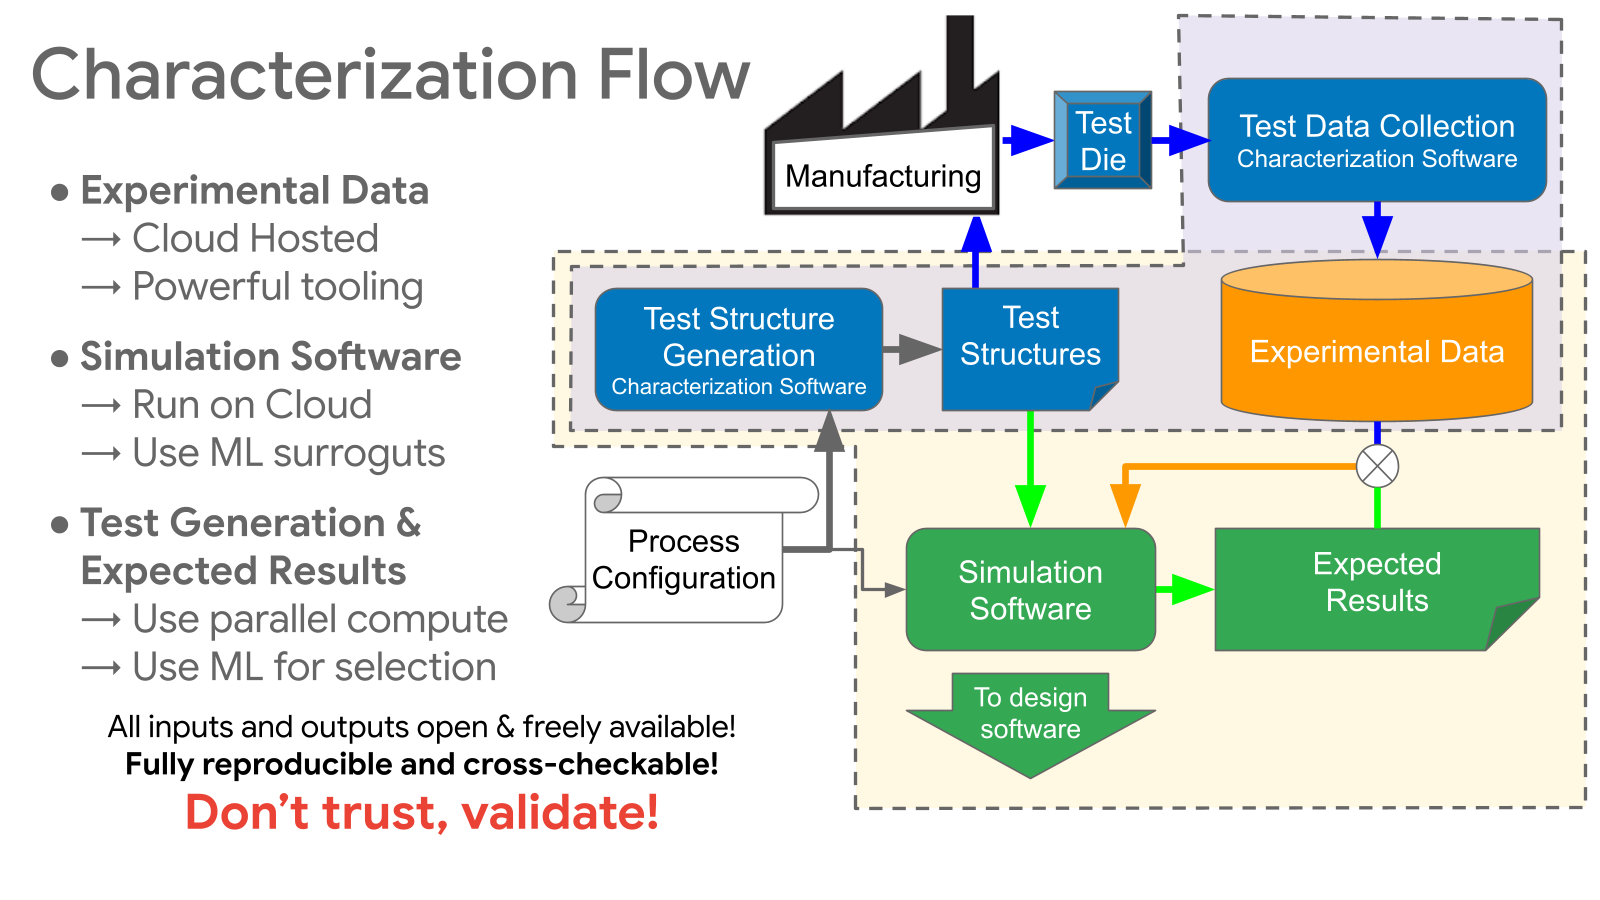 Characterization Flow
● Experimental Data
→ Cloud Hosted
→ Powerful tooling
● Simulation Software
→ Run on Cloud
→ Use ML surroguts
● Test Generation &
Expected Results
→ Use parallel compute
→ Use ML for selection
All inputs and outputs open & freely available!
Fully reproducible and cross-checkable!
Don't trust, validate!
Manufacturing
Test
Die
Test Data Collection
Characterization Software
Test Structure
Generation
Characterization Software
Test
Structures
Experimental Data
Process
Configuration
Simulation
Software
Expected
Results
To design
software